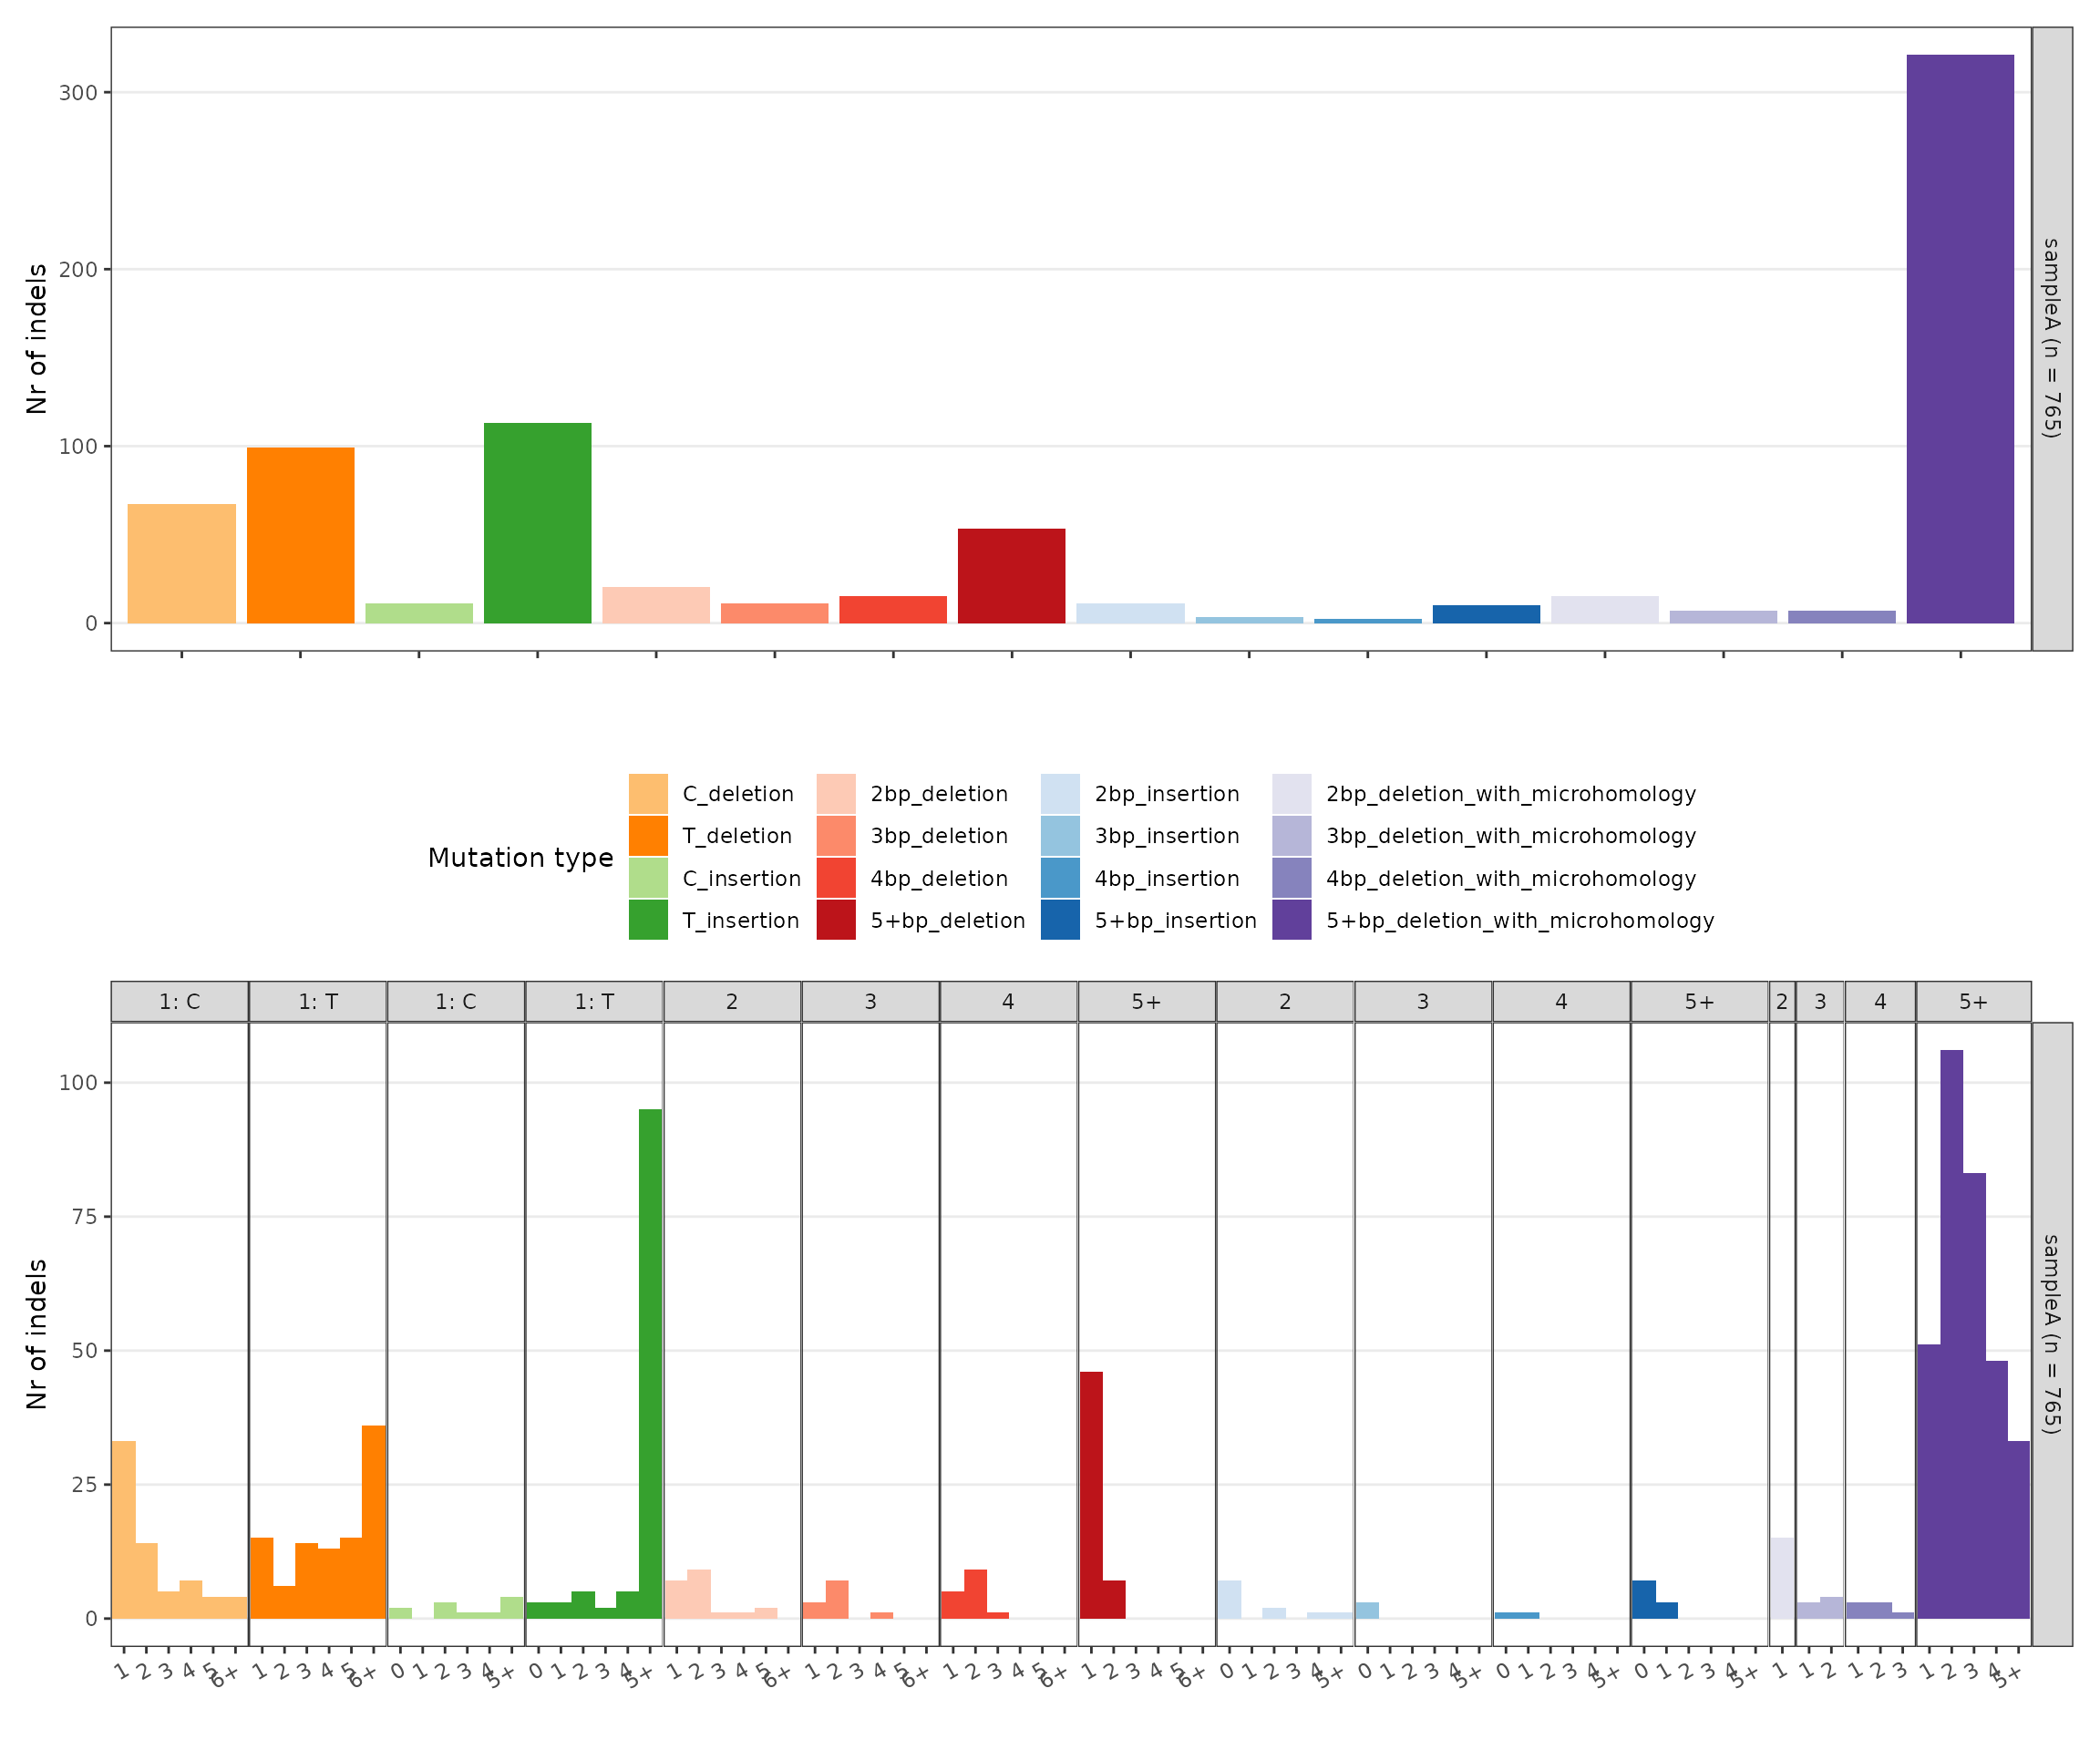 Nr of indels
300
200
100
0
sampleA (n = 765)
Mutation type
C_deletion 2bp_deletion 2bp_insertion 2bp_deletion_with_microhomology
T_deletion 3bp_deletion 3bp_insertion 3bp_deletion_with_microhomology
C_insertion 4bp_deletion 4bp_insertion 4bp_deletion_with_microhomology
T_insertion 5+bp_deletion 5+bp_insertion 5+bp_deletion_with_microhomology
1: C 1: T 1: C 1: T 2 3 4 5+ 2 3 4 5+ 2 3 4 5+
Nr of indels
100
75
50
25
0
sampleA (n = 765)
1 2 3 4 5 6+ 1 2 3 4 5 6+ 0 1 2 3 4 5+ 0 1 2 3 4 5+ 1 2 3 4 5 6+ 1 2 3 4 5 6+ 1 2 3 4 5 6+ 1 2 3 4 5 6+ 0 1 2 3 4 5+ 0 1 2 3 4 5+ 0 1 2 3 4 5+ 0 1 2 3 4 5+ 1 1 2 1 2 3 1 2 3 4 5+